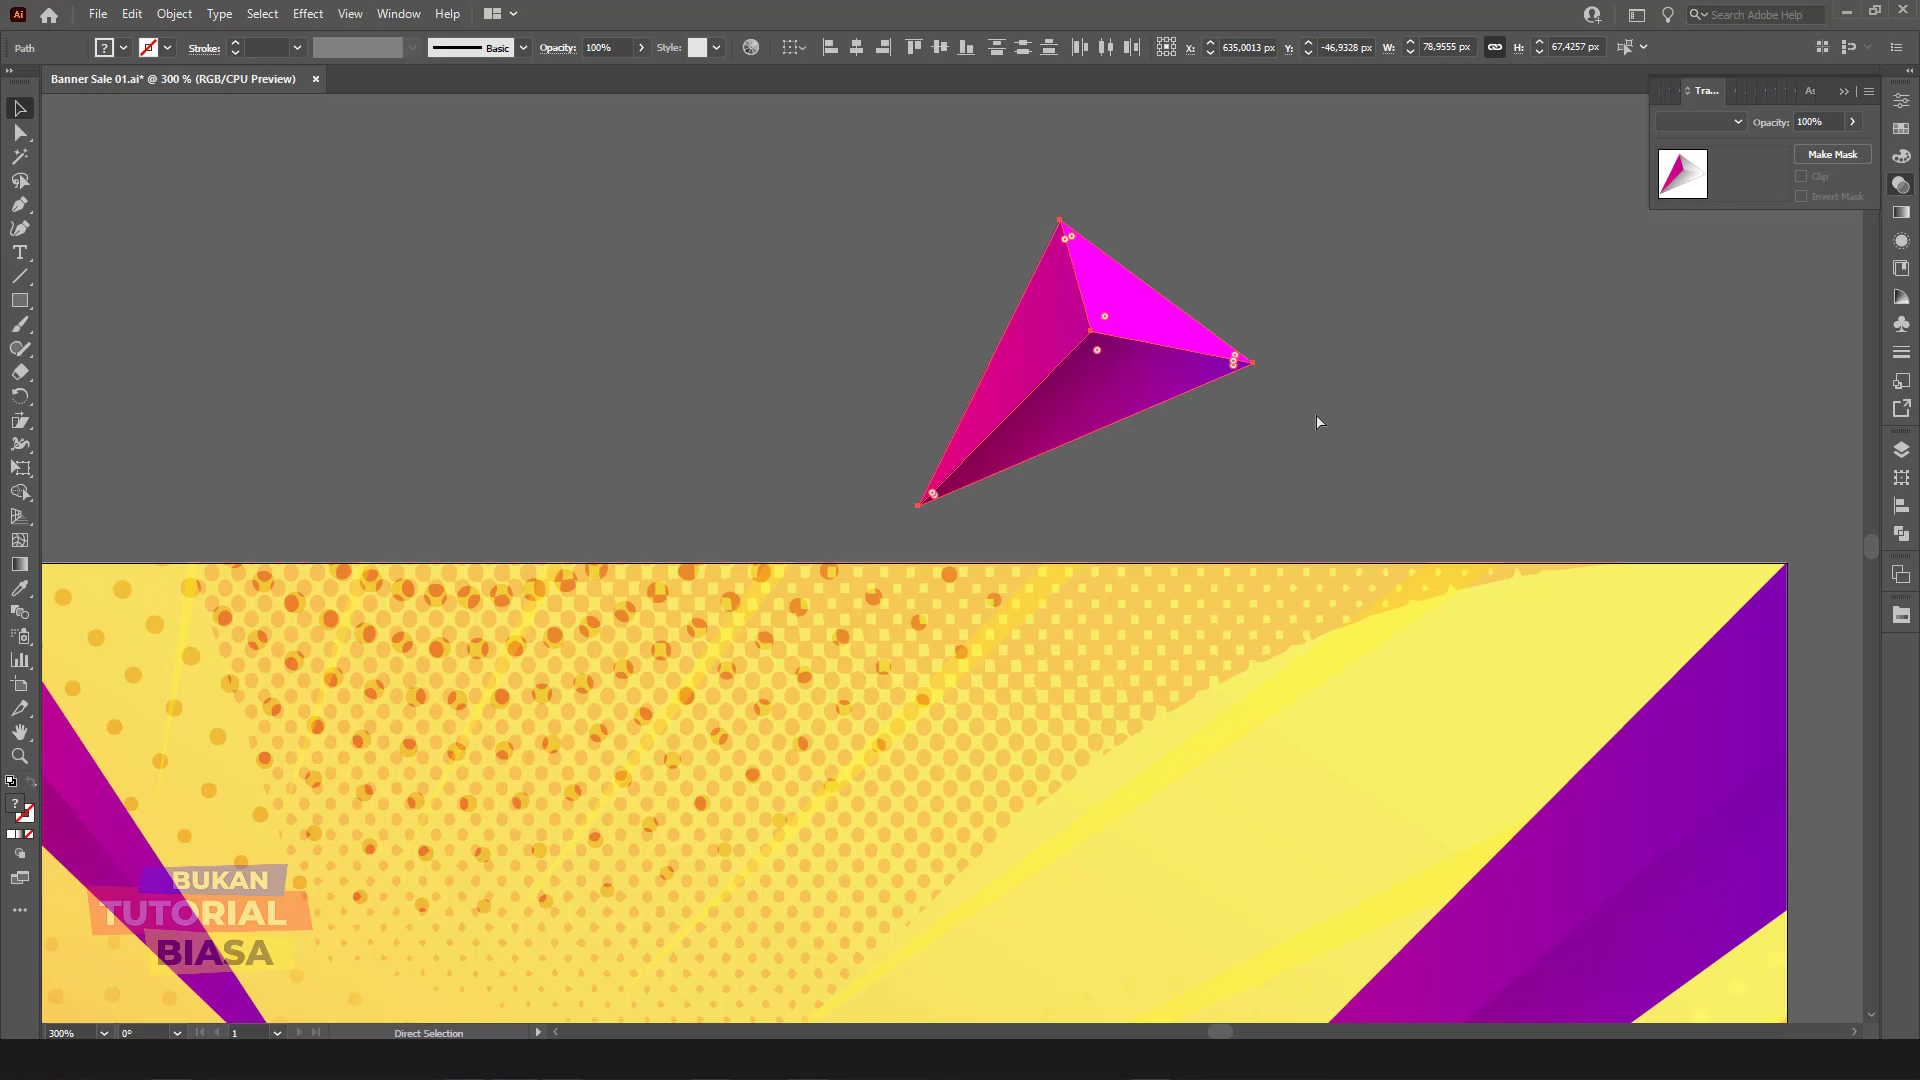 Ai File Edit Object Type Select Effect View Window Help Search Adobe Help
Path ? Stroke: Basic Opacity: 100% Style: X: 635,0013 px Y: -46,9328 px W: 78,9555 px H: 67,4257 px
Banner Sale 01.ai* @ 300 % (RGB/CPU Preview) ×
Tra...
Opacity: 100%
Make Mask
Clip
Invert Mask
T
?
BUKAN
TUTORIAL
BIASA
300% 0° 1 Direct Selection